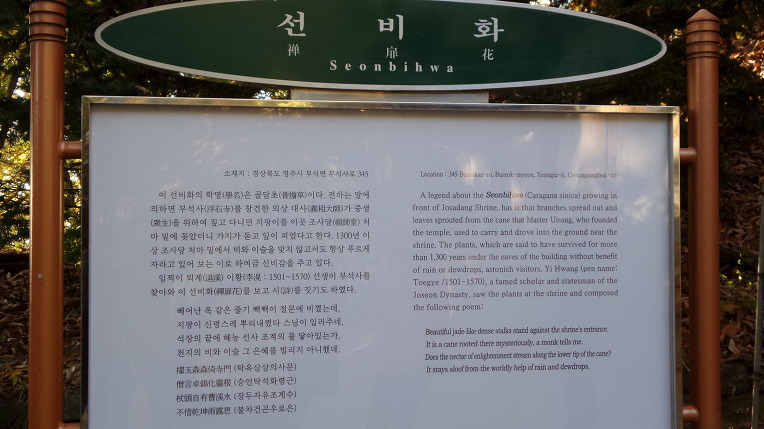 선 비 화
禅 扉 花
Seonbihwa
소재지 : 경상북도 영주시 부석면 부석사로 345
이 선비화의 학명(學名)은 골담초(骨擔草)이다. 전하는 말에
의하면 부석사(浮石寺)를 창건한 의상 대사(義相大師)가 중생
(衆生)을 위하여 짚고 다니던 지팡이를 이곳 조사당(祖師堂) 처
마 밑에 꽂았더니 가지가 돋고 잎이 피었다고 한다. 1300년 이
상 조사당 처마 밑에서 비와 이슬을 맞지 않고서도 항상 푸르게
자라고 있어 보는 이로 하여금 신비감을 주고 있다.
일찍이 퇴계(退溪) 이황(李滉 : 1501~1570) 선생이 부석사를
찾아와 이 선비화(禪扉花)를 보고 시(詩)를 짓기도 하였다.
빼어난 옥 같은 줄기 빽빽이 절문에 비꼈는데,
지팡이 신령스레 뿌리내렸다 스님이 일러주네.
석장의 끝에 혜능 선사 조계의 물 닿아있는가,
천지의 비와 이슬 그 은혜를 빌리지 아니했네.
擢玉森森倚寺門 (탁옥삼삼의사문)
僧言卓錫化靈根 (승언탁석화령근)
杖頭自有曹溪水 (장두자유조계수)
不借乾坤雨露恩 (불차건곤우로은)
Location : 345 Buseoksa-ro, Buseok-myeon, Yeongju-si, Gyeongsangbuk-do
A legend about the Seonbihwa (Caragana sinica) growing in
front of Josadang Shrine, has it that branches spread out and
leaves sprouted from the cane that Master Uisang, who founded
the temple, used to carry and drove into the ground near the
shrine. The plants, which are said to have survived for more
than 1,300 years under the eaves of the building without benefit
of rain or dewdrops, astonish visitors. Yi Hwang (pen name:
Toegye /1501~1570), a famed scholar and statesman of the
Joseon Dynasty, saw the plants at the shrine and composed
the following poem:
Beautiful jade-like dense stalks stand against the shrine's entrance.
It is a cane rooted there mysteriously, a monk tells me.
Does the nectar of enlightenment stream along the lower tip of the cane?
It stays aloof from the worldly help of rain and dewdrops.